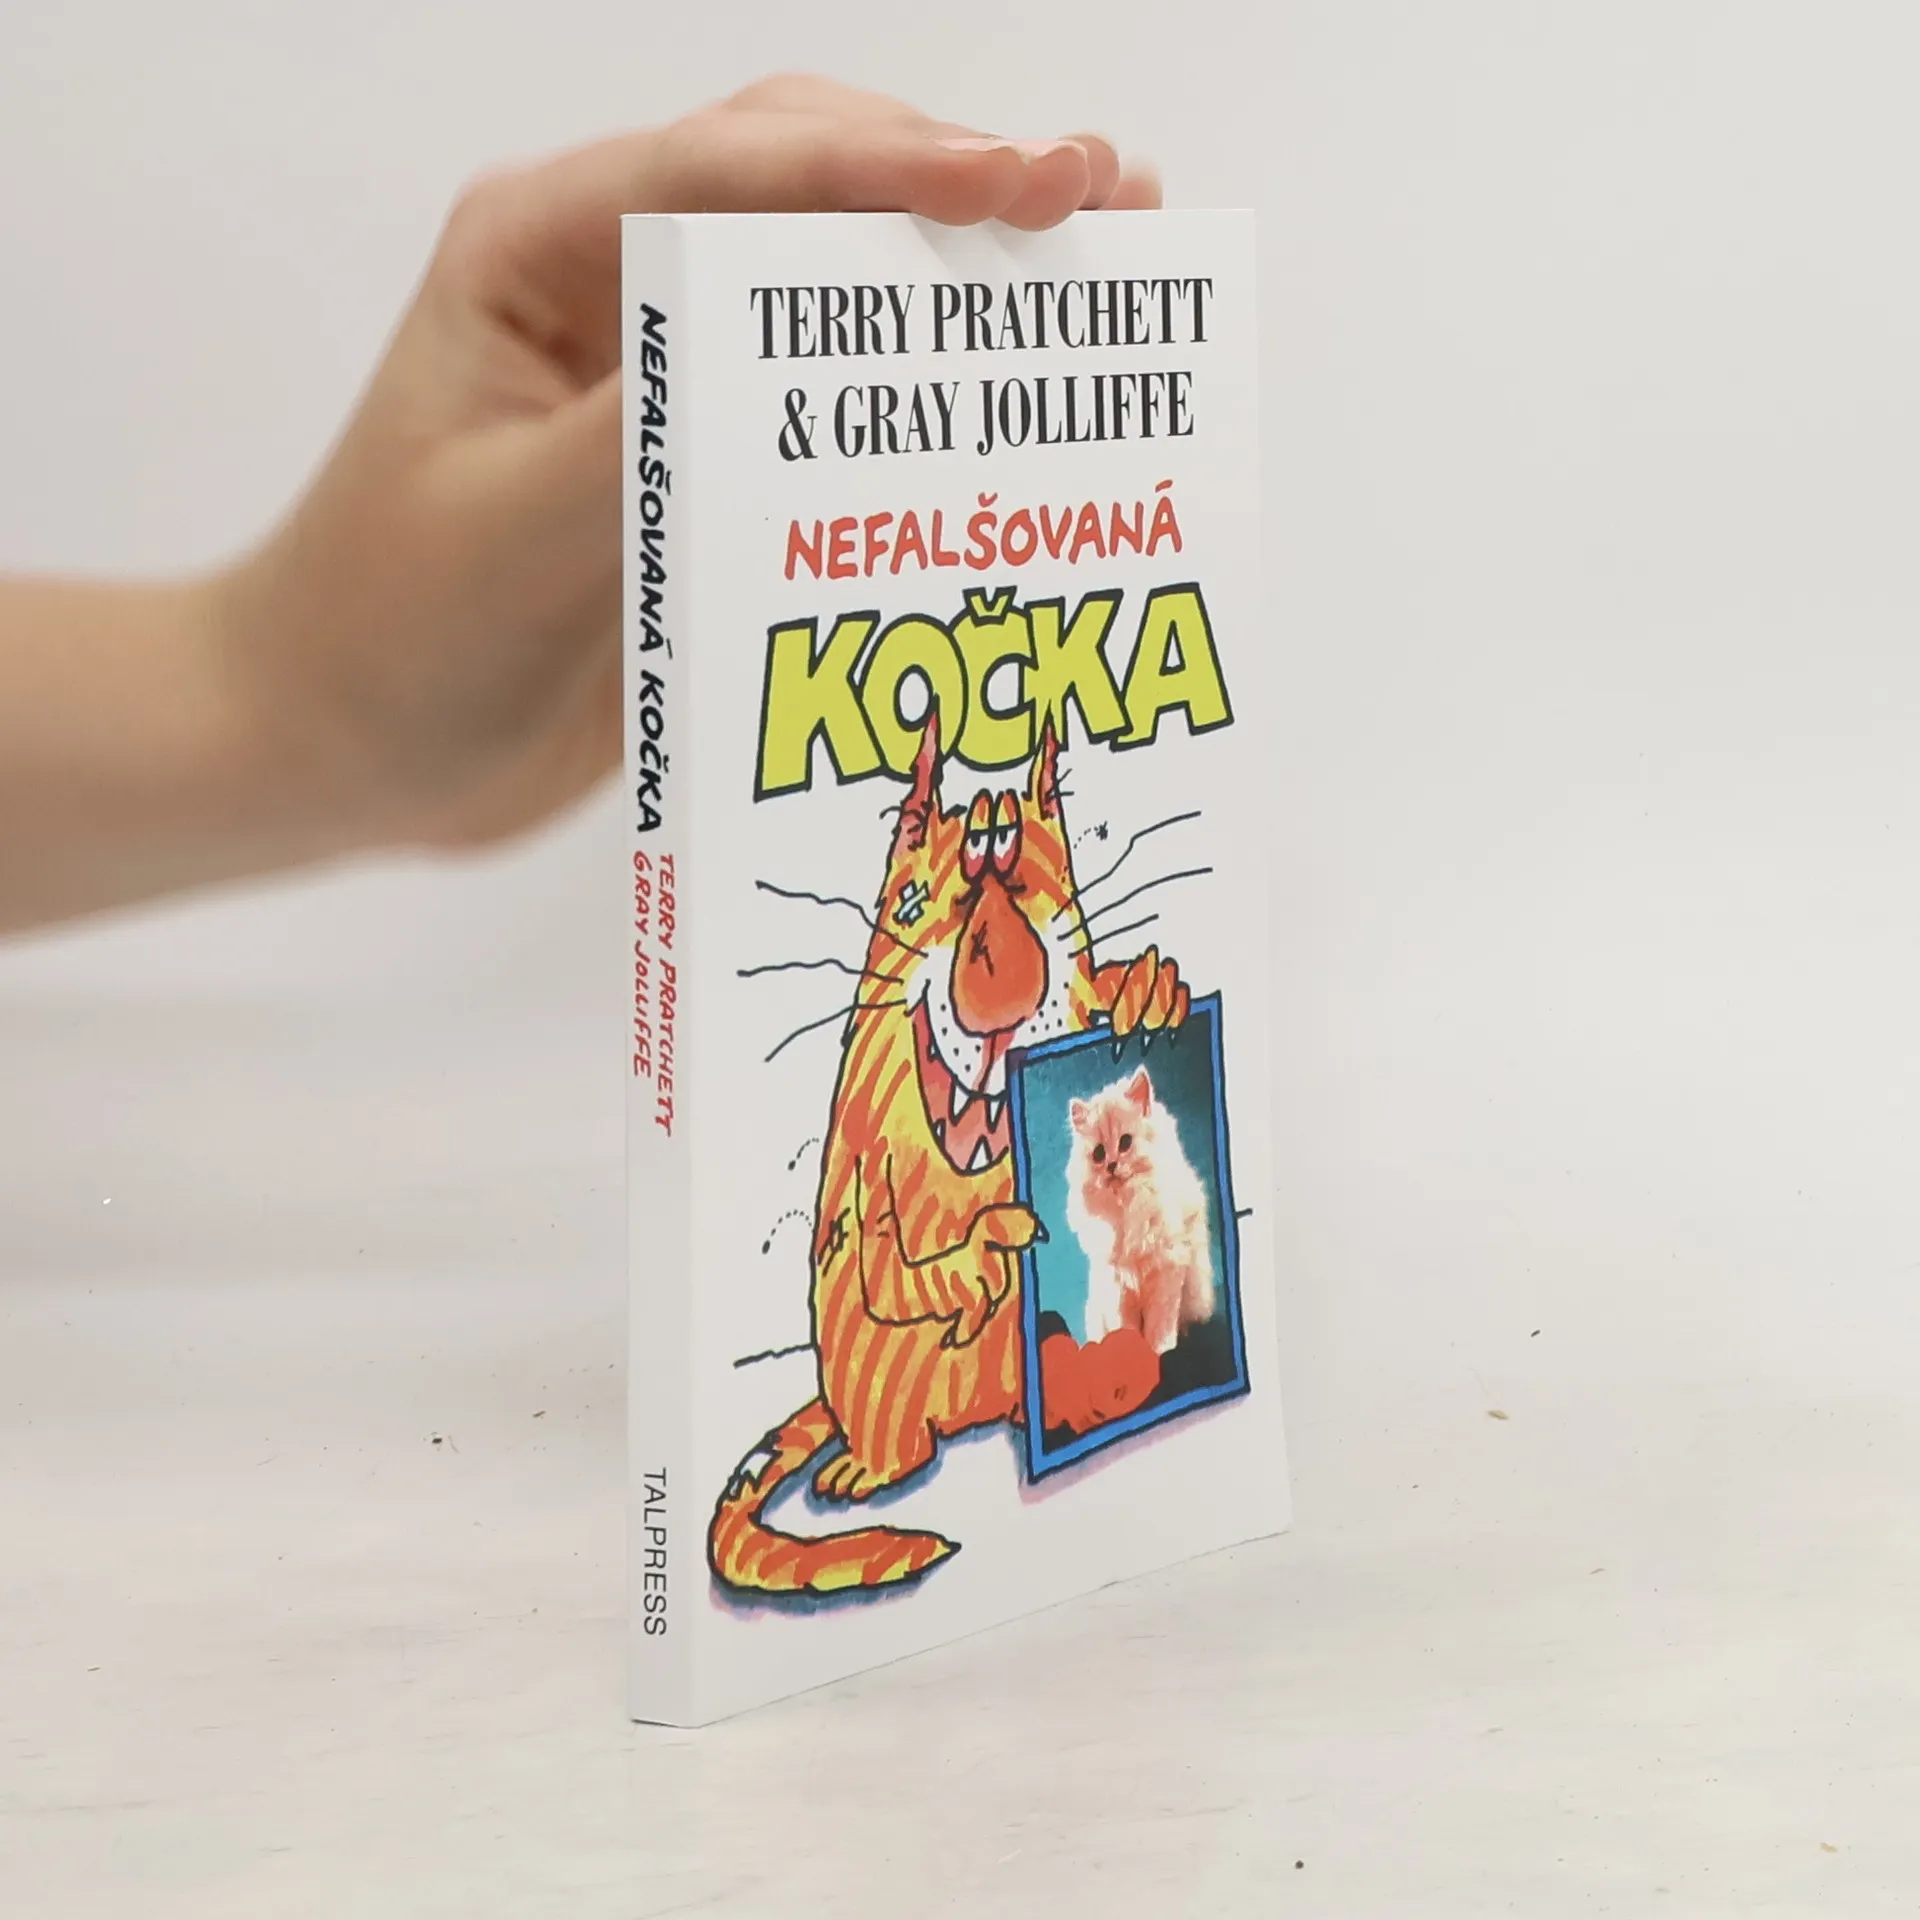 TERRY PRATCHETT
& GRAY JOLLIFFE
NEFALŠOVANÁ
KOČKA
NEFALŠOVANÁ KOČKA
TERRY PRATCHETT
GRAY JOLLIFFE
TALPRESS